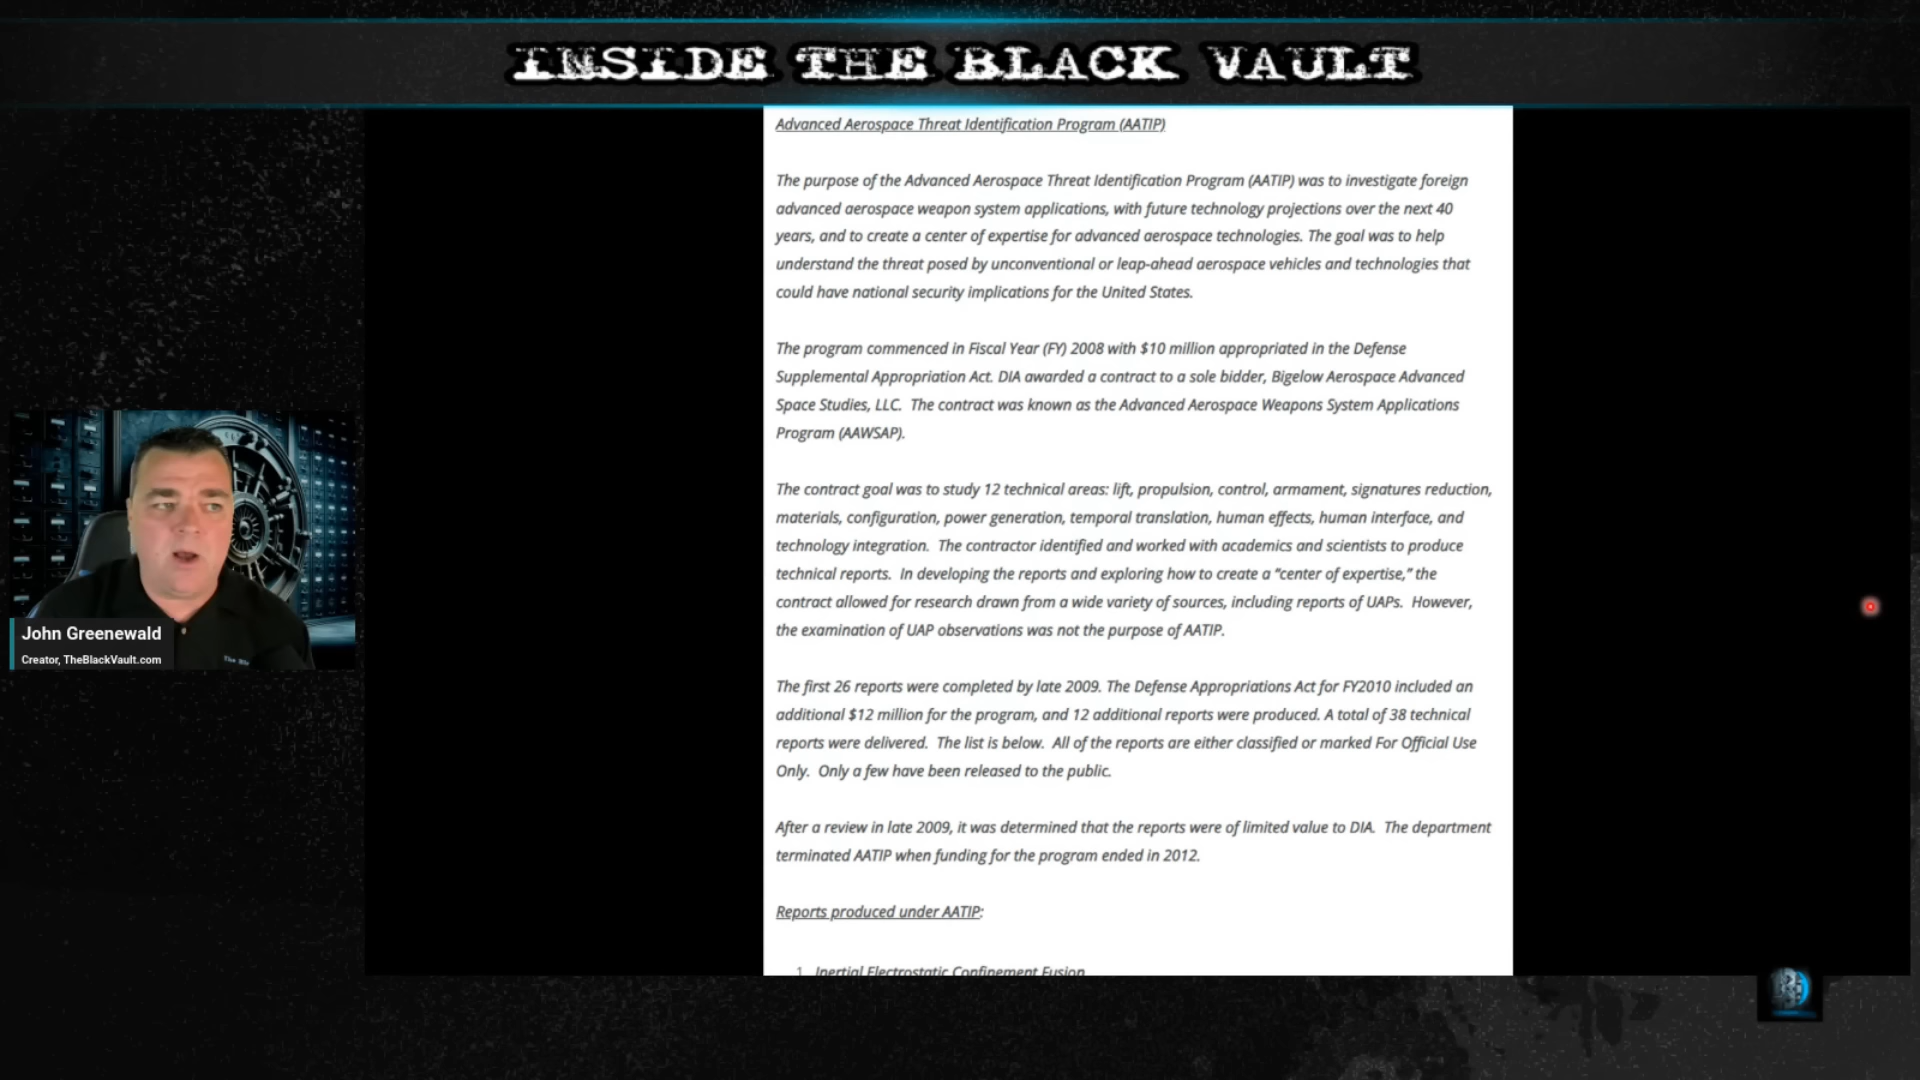 INSIDE THE BLACK VAULT
Advanced Aerospace Threat Identification Program (AATIP)
The purpose of the Advanced Aerospace Threat Identification Program (AATIP) was to investigate foreign
advanced aerospace weapon system applications, with future technology projections over the next 40
years, and to create a center of expertise for advanced aerospace technologies. The goal was to help
understand the threat posed by unconventional or leap-ahead aerospace vehicles and technologies that
could have national security implications for the United States.
The program commenced in Fiscal Year (FY) 2008 with $10 million appropriated in the Defense
Supplemental Appropriation Act. DIA awarded a contract to a sole bidder, Bigelow Aerospace Advanced
Space Studies, LLC. The contract was known as the Advanced Aerospace Weapons System Applications
Program (AAWSAP).
The contract goal was to study 12 technical areas: lift, propulsion, control, armament, signatures reduction,
materials, configuration, power generation, temporal translation, human effects, human interface, and
technology integration. The contractor identified and worked with academics and scientists to produce
technical reports. In developing the reports and exploring how to create a “center of expertise,” the
contract allowed for research drawn from a wide variety of sources, including reports of UAPs. However,
the examination of UAP observations was not the purpose of AATIP.
The first 26 reports were completed by late 2009. The Defense Appropriations Act for FY2010 included an
additional $12 million for the program, and 12 additional reports were produced. A total of 38 technical
reports were delivered. The list is below. All of the reports are either classified or marked For Official Use
Only. Only a few have been released to the public.
After a review in late 2009, it was determined that the reports were of limited value to DIA. The department
terminated AATIP when funding for the program ended in 2012.
Reports produced under AATIP:
1. Inertial Electrostatic Confinement Fusion
John Greenewald
Creator, TheBlackVault.com